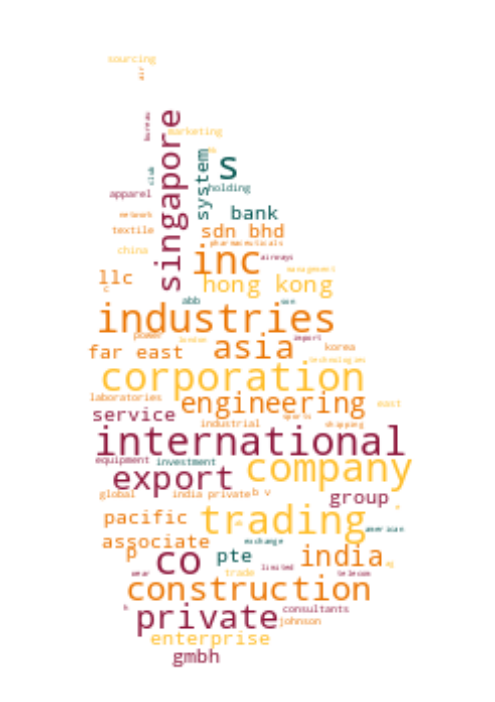 sourcing
air
bureau
singapore
marketing
club
system
s
holding
apparel
network
bank
textile
sdn bhd
pharmaceuticals
china
inc
airways
management
llc
c
hong kong
abb
son
industries
power
london
import
far east
asia
korea
technologies
corporation
laboratories
engineering
east
service
sports
industrial
shipping
international
equipment
investment
company
export
global
india private
b v
group
pacific
trading
american
associate
exchange
p
co
pte
india
ag
wear
trade
limited
telecom
construction
h
private
consultants
johnson
enterprise
gmbh